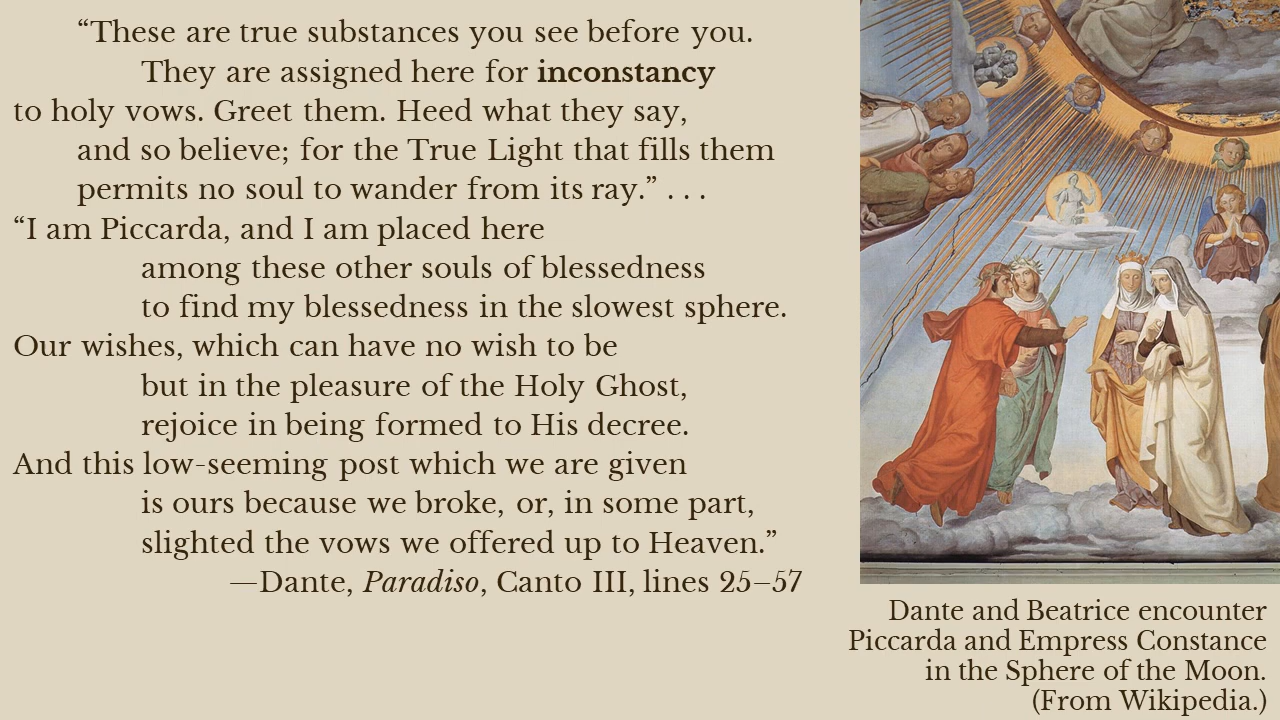 “These are true substances you see before you.
They are assigned here for inconstancy
to holy vows. Greet them. Heed what they say,
and so believe; for the True Light that fills them
permits no soul to wander from its ray.” . . .
“I am Piccarda, and I am placed here
among these other souls of blessedness
to find my blessedness in the slowest sphere.
Our wishes, which can have no wish to be
but in the pleasure of the Holy Ghost,
rejoice in being formed to His decree.
And this low-seeming post which we are given
is ours because we broke, or, in some part,
slighted the vows we offered up to Heaven.”
—Dante, Paradiso, Canto III, lines 25–57
Dante and Beatrice encounter
Piccarda and Empress Constance
in the Sphere of the Moon.
(From Wikipedia.)